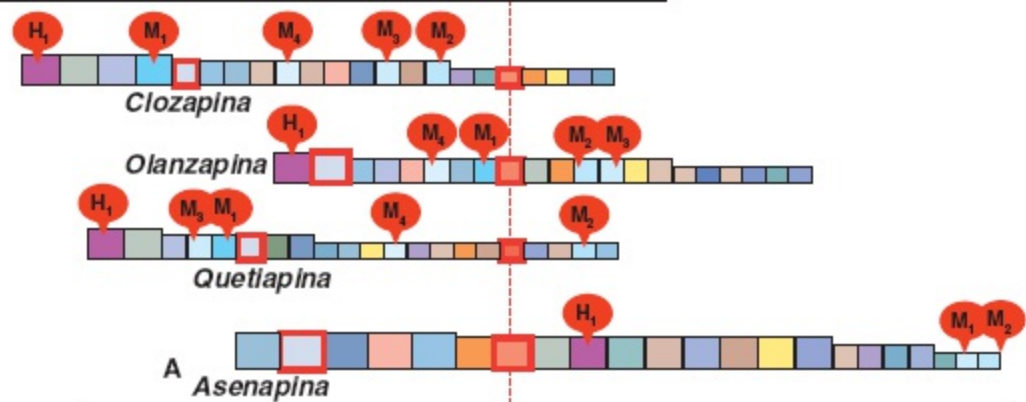 H₁ M₁ M₄ M₃ M₂
Clozapina
H₁ M₄ M₁ M₂ M₃
Olanzapina
H₁ M₃ M₁ M₄ M₂
Quetiapina
H₁ M₁ M₂
A Asenapina